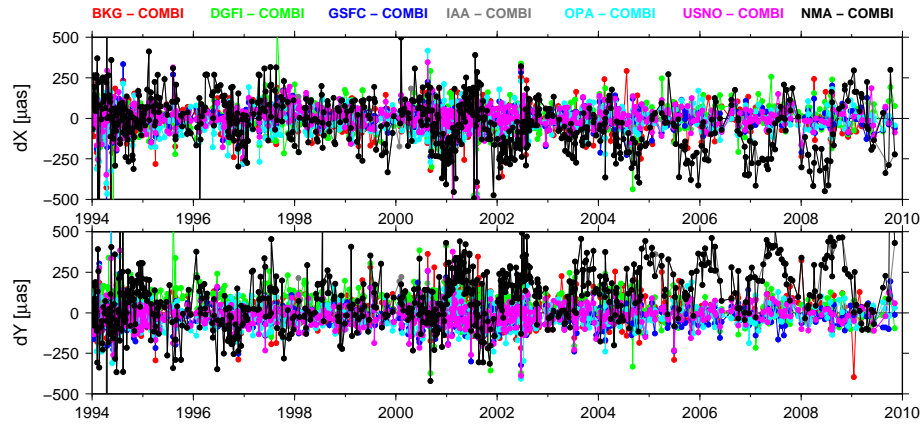 BKG − COMBI DGFI − COMBI GSFC − COMBI IAA − COMBI OPA − COMBI USNO − COMBI NMA − COMBI
500
250
0
−250
−500
dX [μas]
1994 1996 1998 2000 2002 2004 2006 2008 2010
500
250
0
−250
−500
dY [μas]
1994 1996 1998 2000 2002 2004 2006 2008 2010